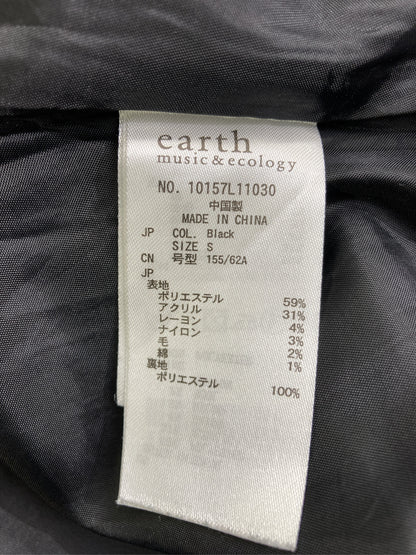 earth
music&ecology
NO. 10157L11030
中国製
MADE IN CHINA
JP COL. Black
SIZE S
CN 号型 155/62A
JP
表地
ポリエステル 59%
アクリル 31%
レーヨン 4%
ナイロン 3%
毛 2%
綿 1%
裏地
ポリエステル 100%